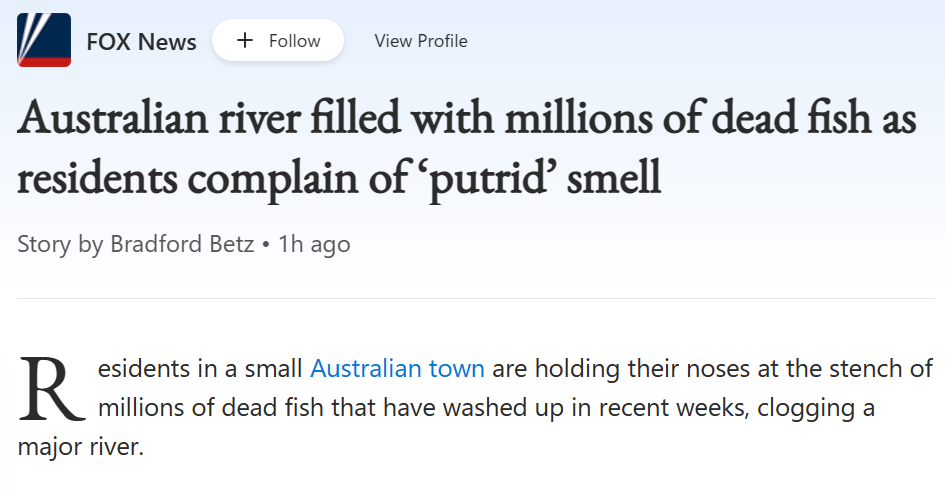 FOX News + Follow View Profile
Australian river filled with millions of dead fish as
residents complain of ‘putrid’ smell
Story by Bradford Betz • 1h ago
Residents in a small Australian town are holding their noses at the stench of
millions of dead fish that have washed up in recent weeks, clogging a
major river.